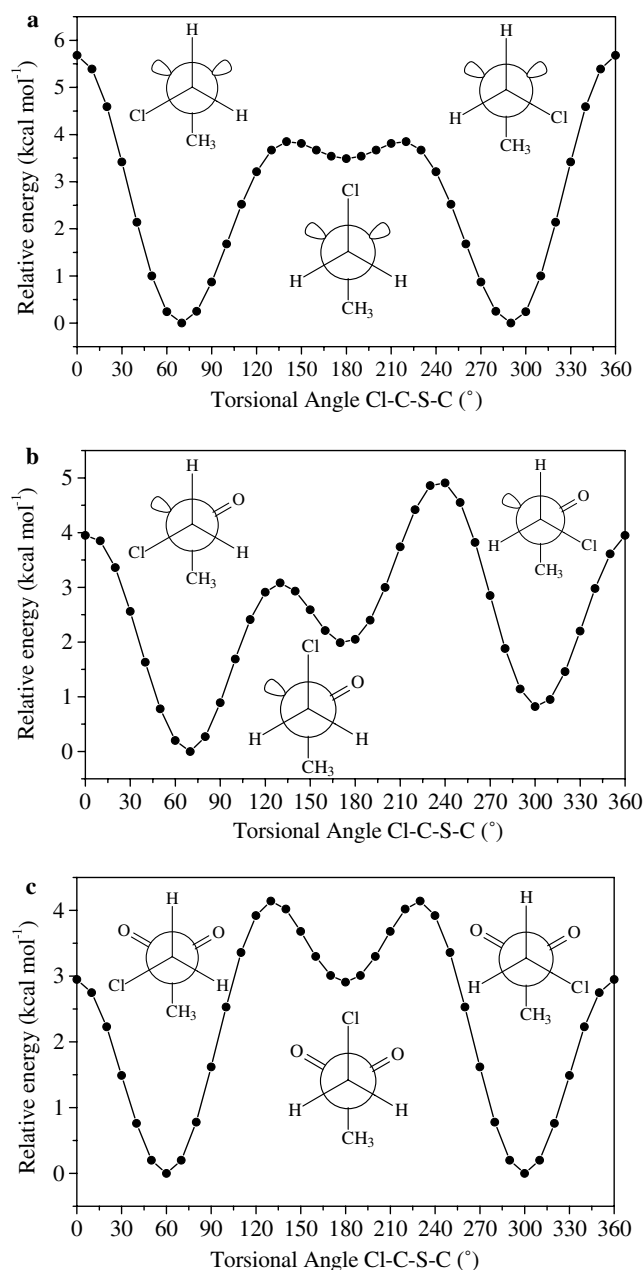 a
Relative energy (kcal mol⁻¹)
6
5
4
3
2
1
0
H
Cl
H
CH₃
H
H
Cl
CH₃
Cl
H
H
CH₃
0 30 60 90 120 150 180 210 240 270 300 330 360
Torsional Angle Cl-C-S-C (°)
b
Relative energy (kcal mol⁻¹)
5
4
3
2
1
0
H
O
Cl
H
CH₃
H
O
H
Cl
CH₃
Cl
O
H
H
CH₃
0 30 60 90 120 150 180 210 240 270 300 330 360
Torsional Angle Cl-C-S-C (°)
c
Relative energy (kcal mol⁻¹)
4
3
2
1
0
H
O O
Cl
H
CH₃
H
O O
H
Cl
CH₃
Cl
O O
H H
CH₃
0 30 60 90 120 150 180 210 240 270 300 330 360
Torsional Angle Cl-C-S-C (°)